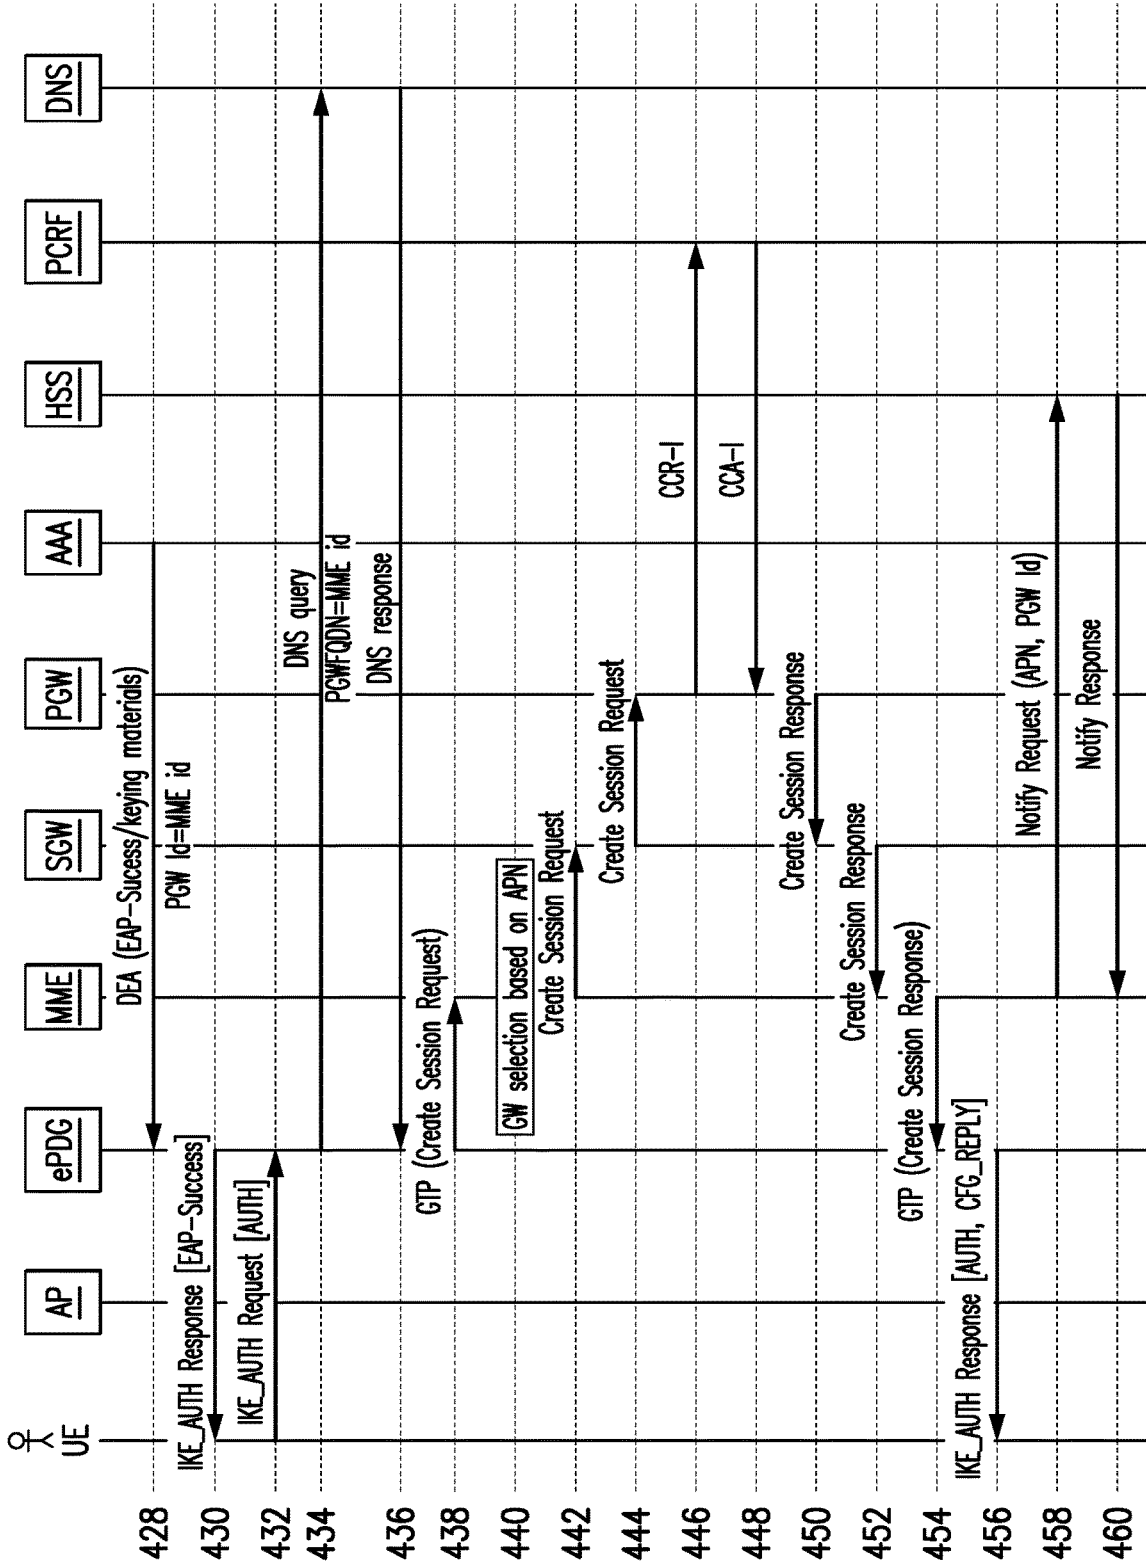 UE
AP
ePDG
MME
SGW
PGW
AAA
HSS
PCRF
DNS
428
DEA (EAP-Sucess/keying materials)
PGW Id=MME id
430
IKE_AUTH Response [EAP-Success]
432
IKE_AUTH Request [AUTH]
434
DNS query
PGWFQDN=MME id
436
DNS response
438
GTP (Create Session Request)
440
GW selection based on APN
442
Create Session Request
444
Create Session Request
446
CCR-I
448
CCA-I
450
Create Session Response
452
Create Session Response
454
GTP (Create Session Response)
456
IKE_AUTH Response [AUTH, CFG_REPLY]
458
Notify Request (APN, PGW Id)
460
Notify Response